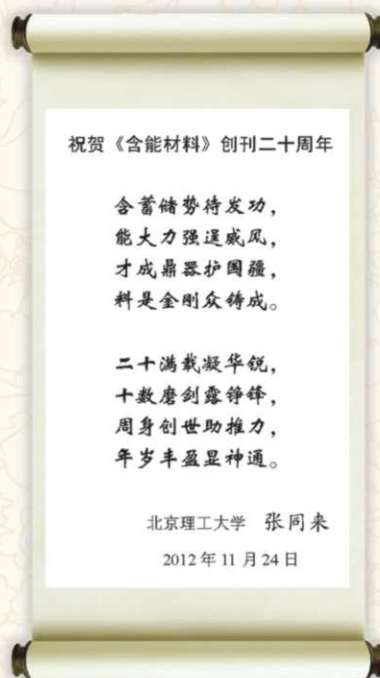 祝贺《含能材料》创刊二十周年
含蓄储势待发功，
能大力强逞威风，
才成鼎器护国疆，
料是金刚众铸成。
二十满载凝华锐，
十数磨剑露铮锋，
周身创世助推力，
年岁丰盈显神通。
北京理工大学 张同来
2012年11月24日